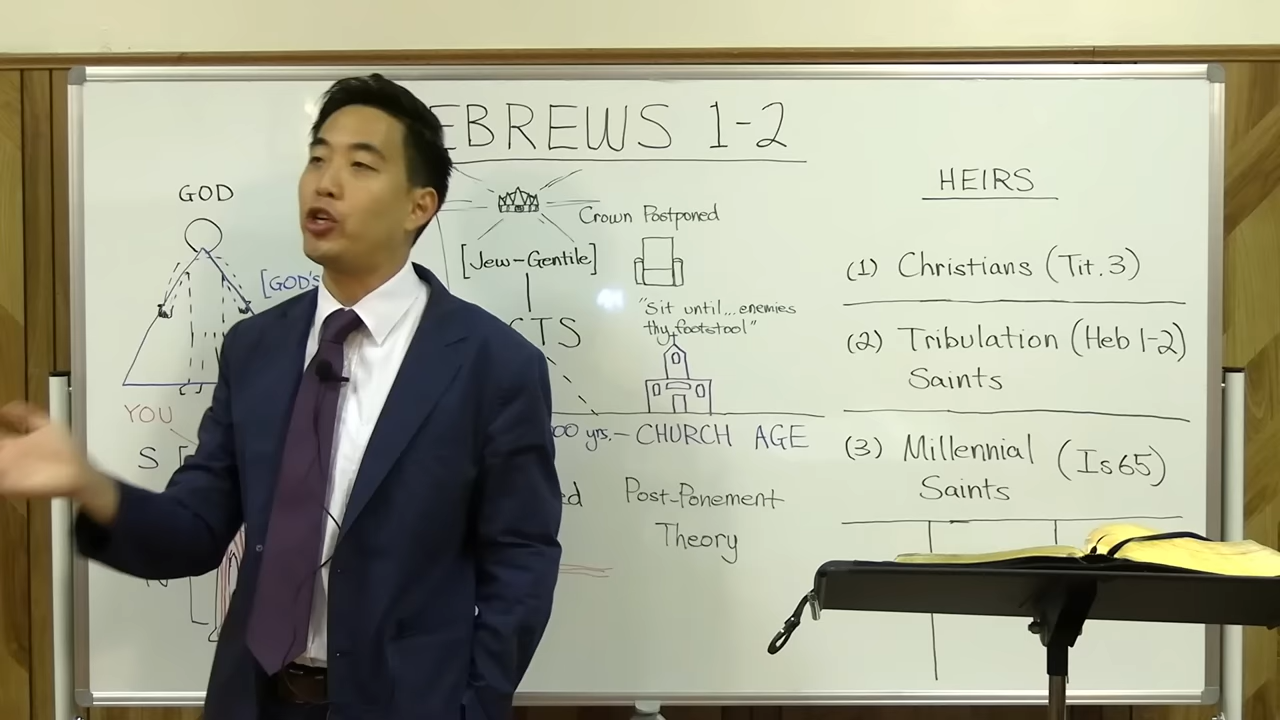 EBREWS 1-2
GOD
[GOD'S
YOU
S [
Crown Postponed
[Jew-Gentile]
CTS
"Sit until... enemies
thy footstool"
00 yrs. - CHURCH AGE
ed
Post-Ponement
Theory
HEIRS
(1) Christians (Tit. 3)
(2) Tribulation (Heb 1-2)
Saints
(3) Millennial (Is 65)
Saints